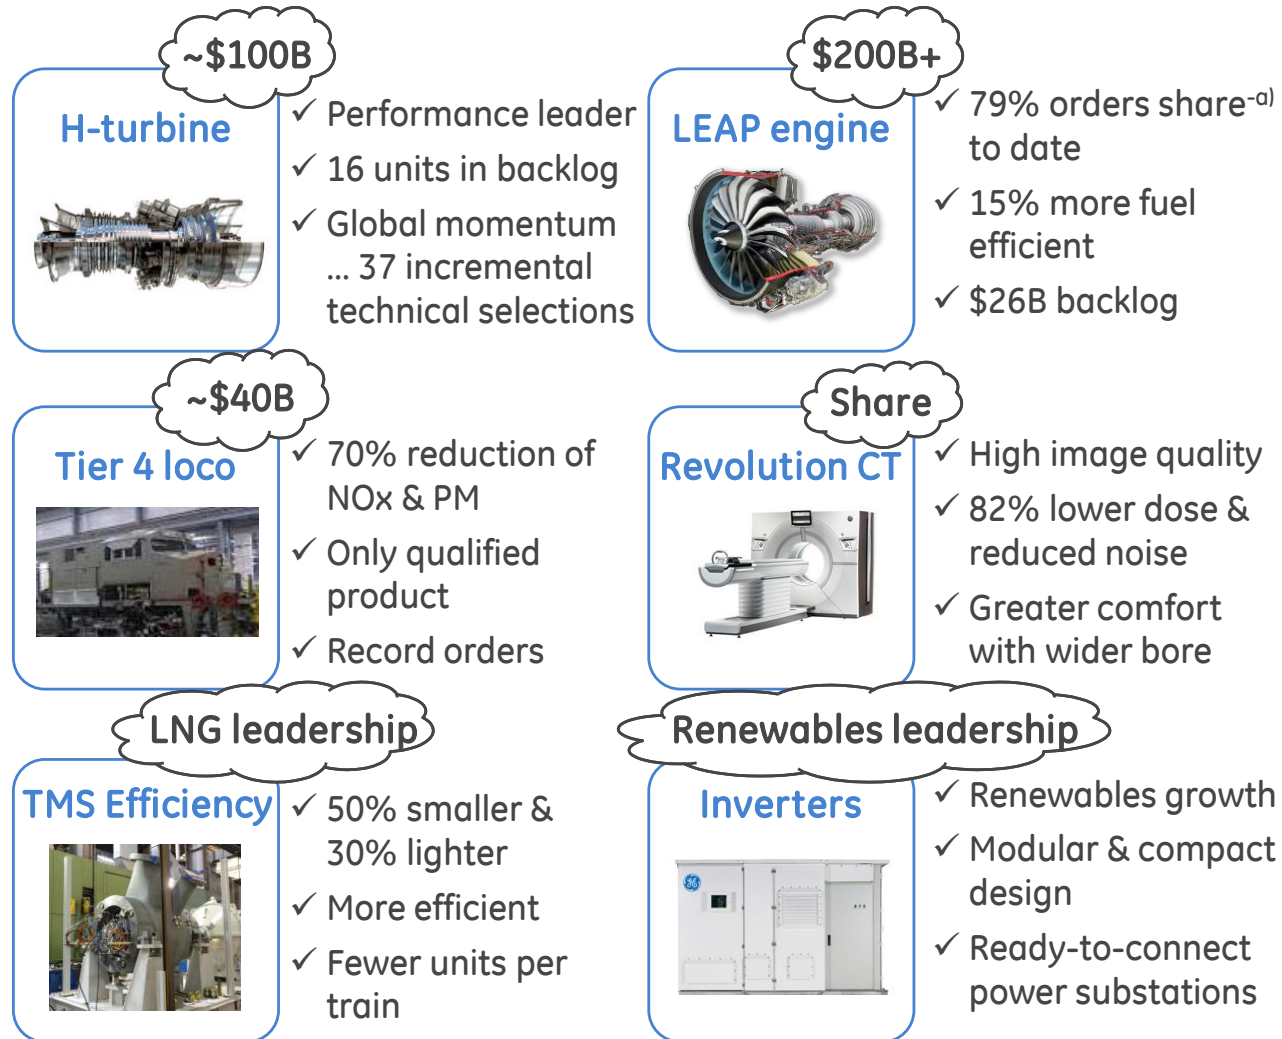 ~$100B
H-turbine
✓ Performance leader
✓ 16 units in backlog
✓ Global momentum
... 37 incremental
technical selections
$200B+
LEAP engine
✓ 79% orders share-a)
to date
✓ 15% more fuel
efficient
✓ $26B backlog
~$40B
Tier 4 loco
✓ 70% reduction of
NOx & PM
✓ Only qualified
product
✓ Record orders
Share
Revolution CT
✓ High image quality
✓ 82% lower dose &
reduced noise
✓ Greater comfort
with wider bore
LNG leadership
TMS Efficiency
✓ 50% smaller &
30% lighter
✓ More efficient
✓ Fewer units per
train
Renewables leadership
Inverters
GE
✓ Renewables growth
✓ Modular & compact
design
✓ Ready-to-connect
power substations